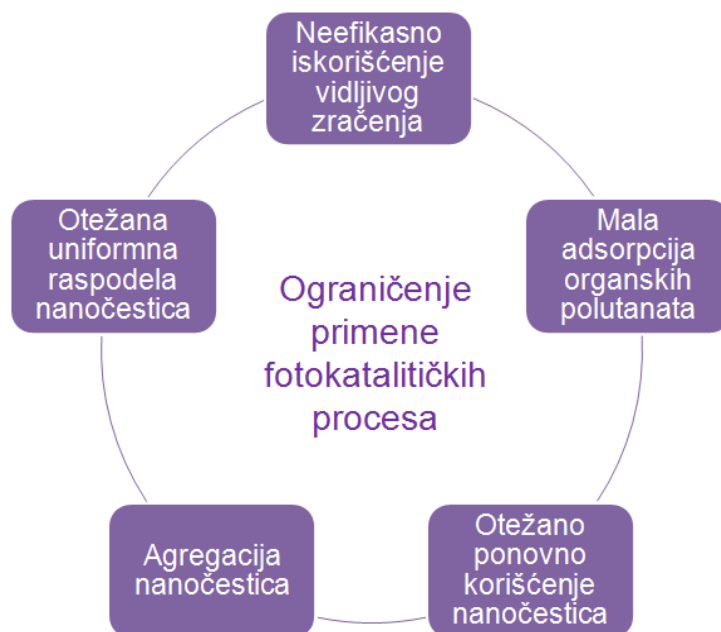 Neefikasno
iskorišćenje
vidljivog
zračenja
Mala
adsorpcija
organskih
polutanata
Otežano
ponovno
korišćenje
nanočestica
Agregacija
nanočestica
Otežana
uniformna
raspodela
nanočestica
Ograničenje
primene
fotokatalitičkih
procesa